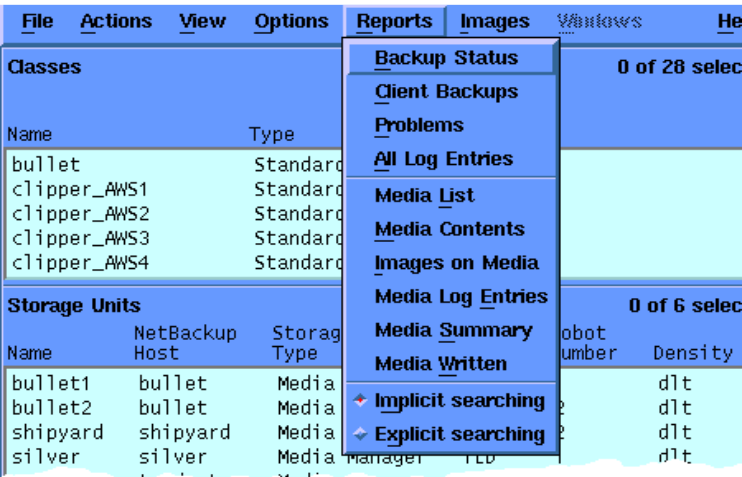 File Actions View Options Reports Images Windows He
Classes 0 of 28 selec
Name Type
bullet Standard
clipper_AWS1 Standard
clipper_AWS2 Standard
clipper_AWS3 Standard
clipper_AWS4 Standard
Backup Status
Client Backups
Problems
All Log Entries
Media List
Media Contents
Images on Media
Media Log Entries
Media Summary
Media Written
Implicit searching
Explicit searching
Storage Units 0 of 6 selec
NetBackup Storag obot
Name Host Type umber Density
bullet1 bullet Media dlt
bullet2 bullet Media 2 dlt
shipyard shipyard Media 2 dlt
silver silver Media Manager TLD dlt